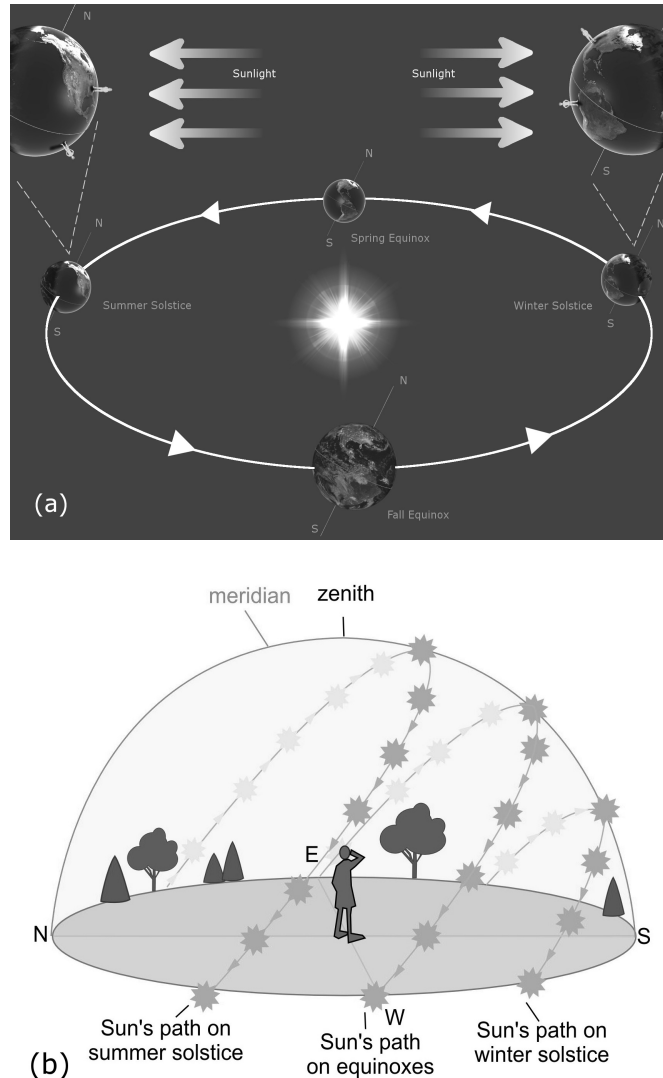 N
Sunlight
Sunlight
S
N
N
N
S
Spring Equinox
Summer Solstice
Winter Solstice
S
S
N
(a)
Fall Equinox
S
meridian
zenith
E
N
S
W
Sun's path on
summer solstice
Sun's path
on equinoxes
Sun's path on
winter solstice
(b)